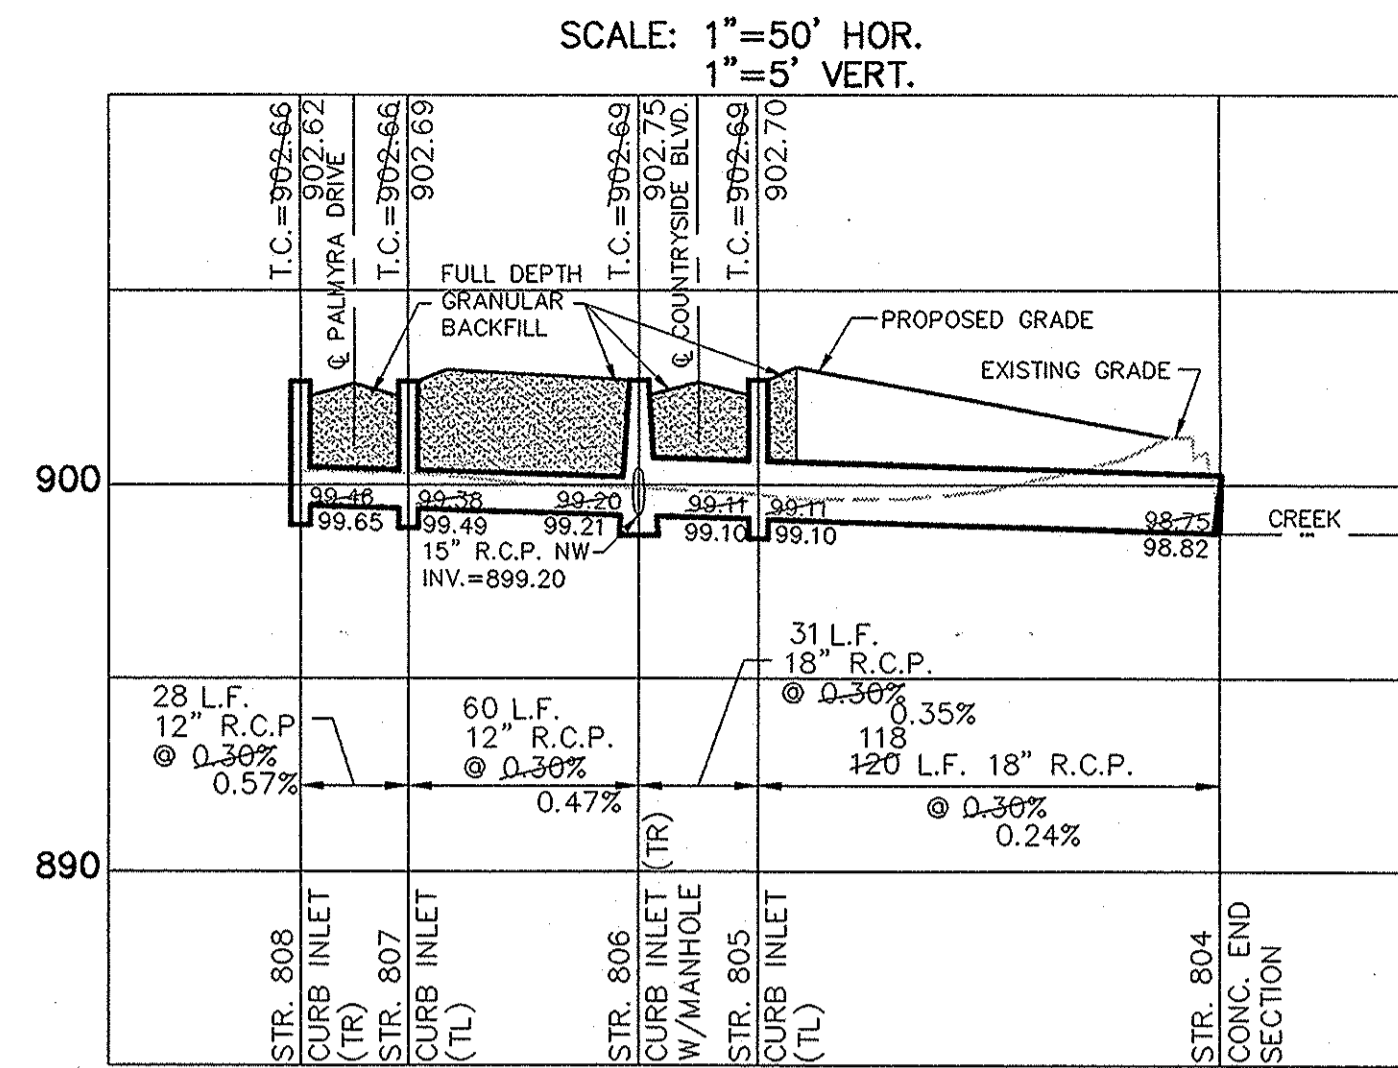 SCALE: 1"=50' HOR.
1"=5' VERT.
T.C.=902.66
902.62
℄ PALMYRA DRIVE
T.C.=902.66
902.69
T.C.=902.69
902.75
℄ COUNTRYSIDE BLVD.
T.C.=902.69
902.70
FULL DEPTH
GRANULAR
BACKFILL
PROPOSED GRADE
EXISTING GRADE
900
99.46
99.65
99.38
99.49
99.20
99.21
99.11
99.10
99.11
99.10
98.75
98.82
CREEK
15" R.C.P. NW
INV.=899.20
28 L.F.
12" R.C.P
@ 0.30%
0.57%
60 L.F.
12" R.C.P.
@ 0.30%
0.47%
31 L.F.
18" R.C.P.
@ 0.30%
0.35%
118
120 L.F. 18" R.C.P.
@ 0.30%
0.24%
890
STR. 808
CURB INLET
(TR)
STR. 807
CURB INLET
(TL)
STR. 806
CURB INLET (TR)
W/MANHOLE
STR. 805
CURB INLET
(TL)
STR. 804
CONC. END
SECTION